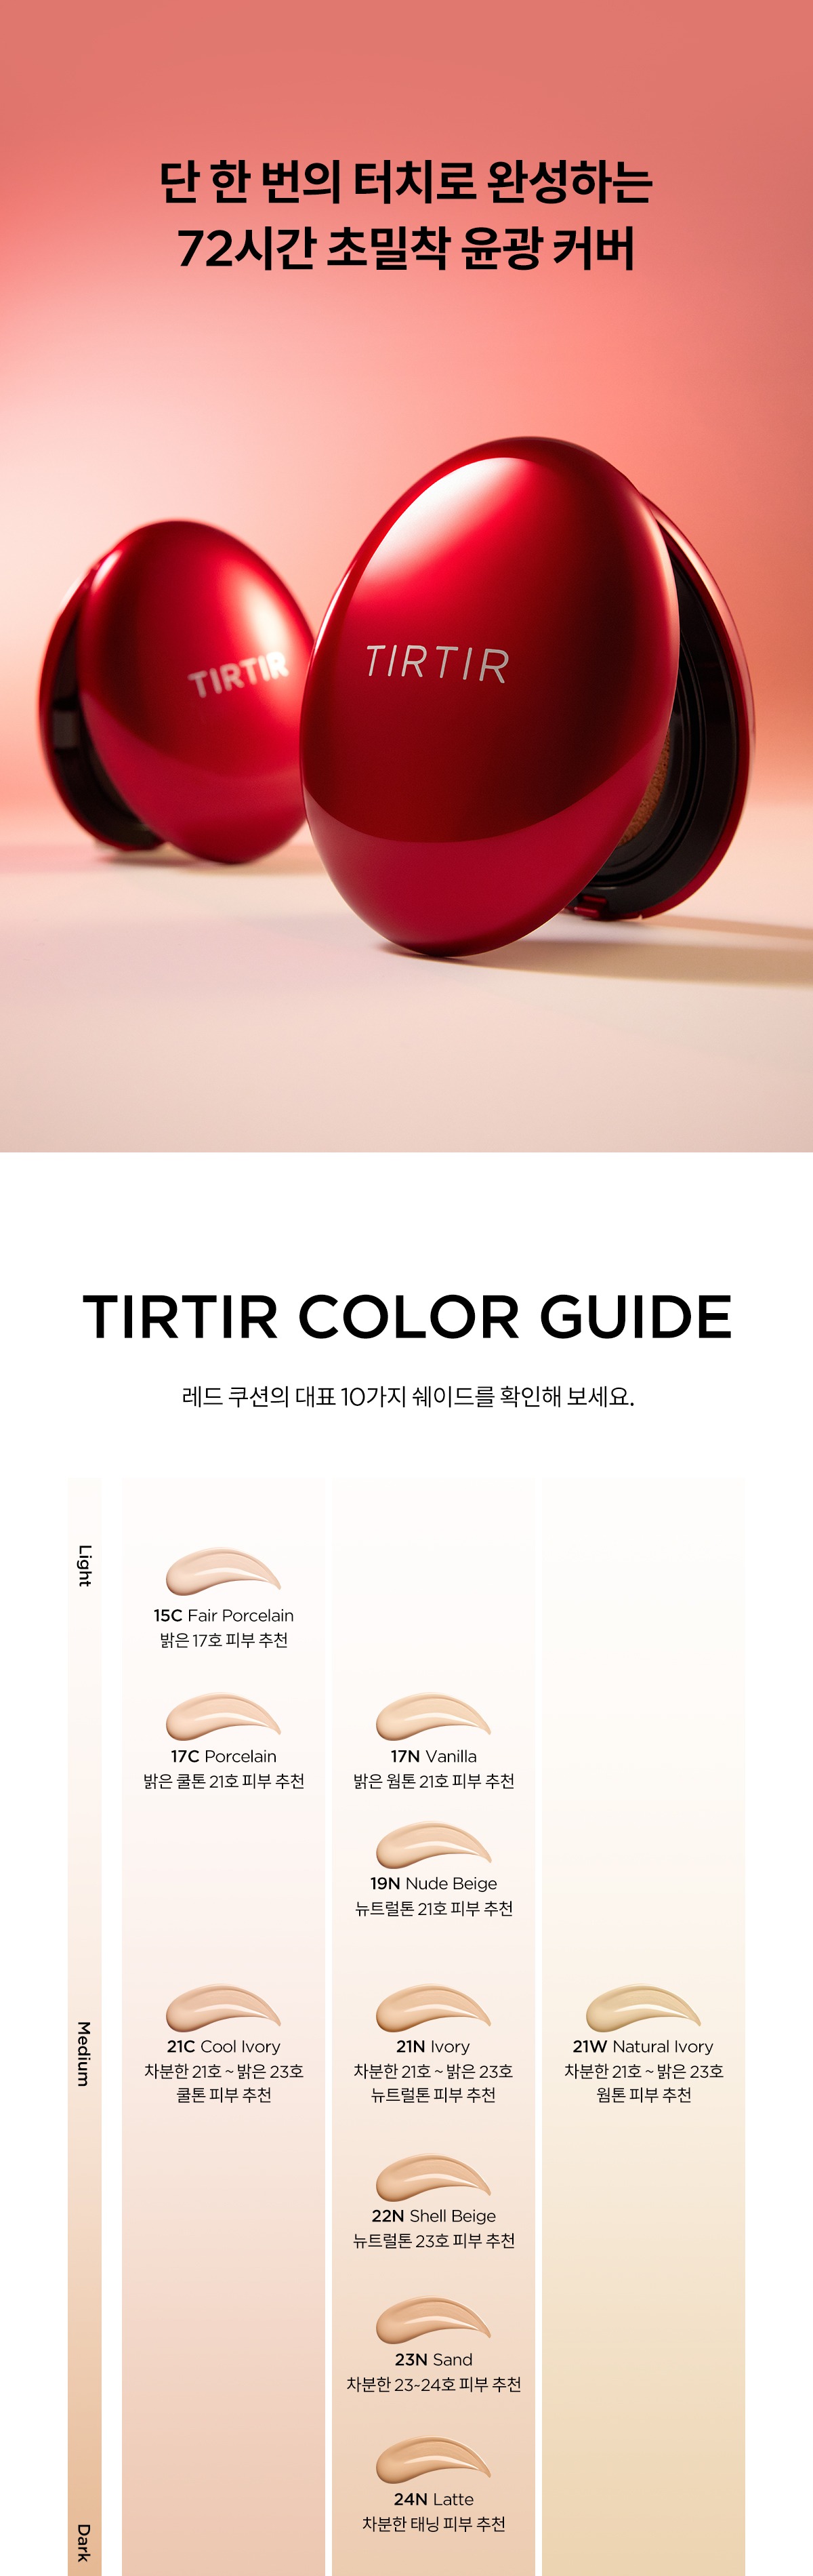 단 한 번의 터치로 완성하는
72시간 초밀착 윤광 커버
TIRTIR
TIRTIR
TIRTIR COLOR GUIDE
레드 쿠션의 대표 10가지 쉐이드를 확인해 보세요.
Light
15C Fair Porcelain
밝은 17호 피부 추천
17C Porcelain
밝은 쿨톤 21호 피부 추천
17N Vanilla
밝은 웜톤 21호 피부 추천
19N Nude Beige
뉴트럴톤 21호 피부 추천
Medium
21C Cool Ivory
차분한 21호 ~ 밝은 23호
쿨톤 피부 추천
21N Ivory
차분한 21호 ~ 밝은 23호
뉴트럴톤 피부 추천
21W Natural Ivory
차분한 21호 ~ 밝은 23호
웜톤 피부 추천
22N Shell Beige
뉴트럴톤 23호 피부 추천
23N Sand
차분한 23~24호 피부 추천
24N Latte
차분한 태닝 피부 추천
Dark